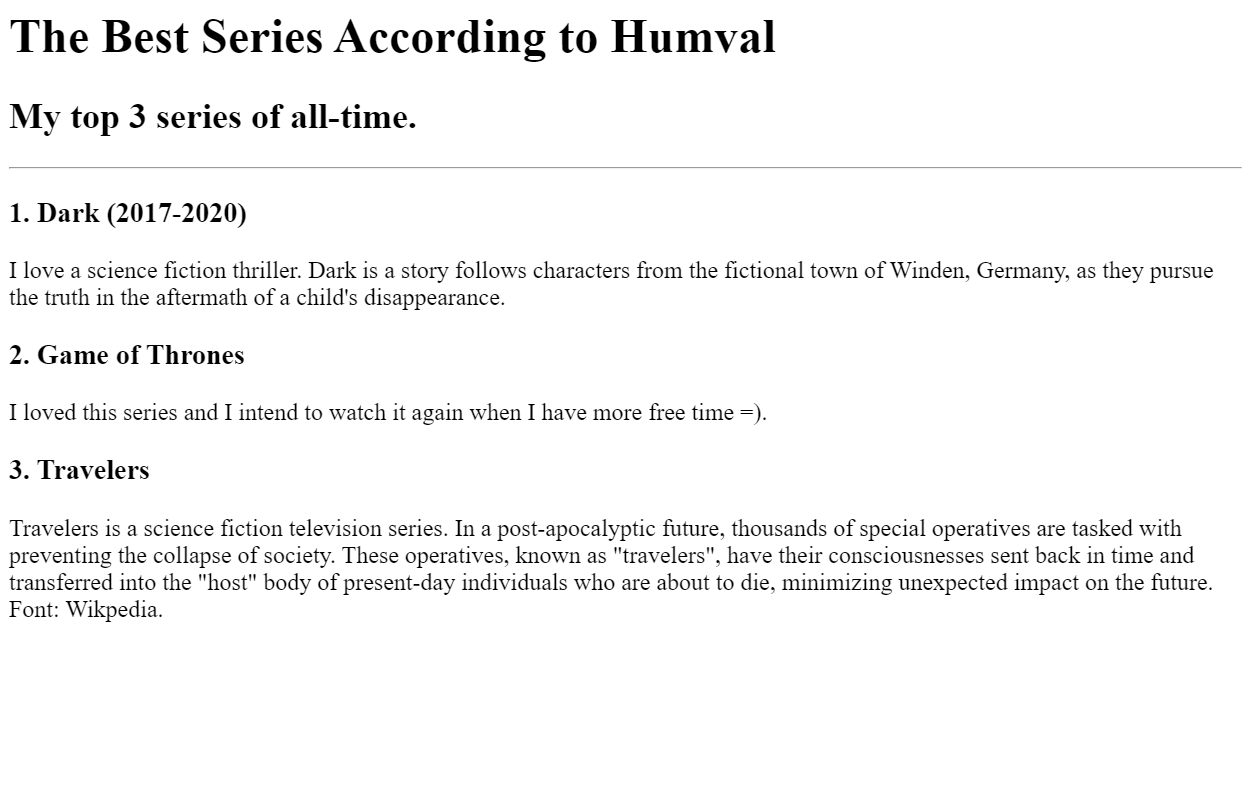 The Best Series According to Humval
My top 3 series of all-time.
1. Dark (2017-2020)
I love a science fiction thriller. Dark is a story follows characters from the fictional town of Winden, Germany, as they pursue
the truth in the aftermath of a child's disappearance.
2. Game of Thrones
I loved this series and I intend to watch it again when I have more free time =).
3. Travelers
Travelers is a science fiction television series. In a post-apocalyptic future, thousands of special operatives are tasked with
preventing the collapse of society. These operatives, known as "travelers", have their consciousnesses sent back in time and
transferred into the "host" body of present-day individuals who are about to die, minimizing unexpected impact on the future.
Font: Wikpedia.